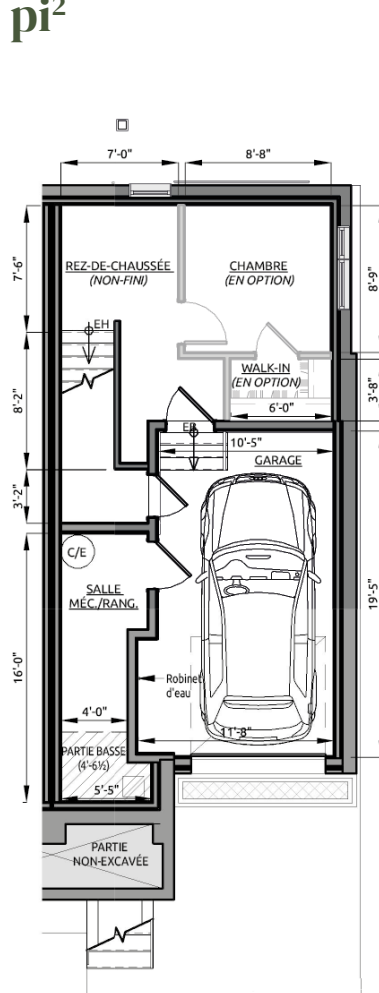 pi²
7'-0"
8'-8"
7'-6"
REZ-DE-CHAUSSÉE
(NON-FINI)
CHAMBRE
(EN OPTION)
8'-9"
EH
WALK-IN
(EN OPTION)
3'-8"
6'-0"
8'-2"
EB
10'-5"
GARAGE
3'-2"
C/E
SALLE
MÉC./RANG.
19'-5"
16'-0"
Robinet
d'eau
4'-0"
11'-8"
PARTIE BASSE
(4'-6½)
5'-5"
PARTIE
NON-EXCAVÉE